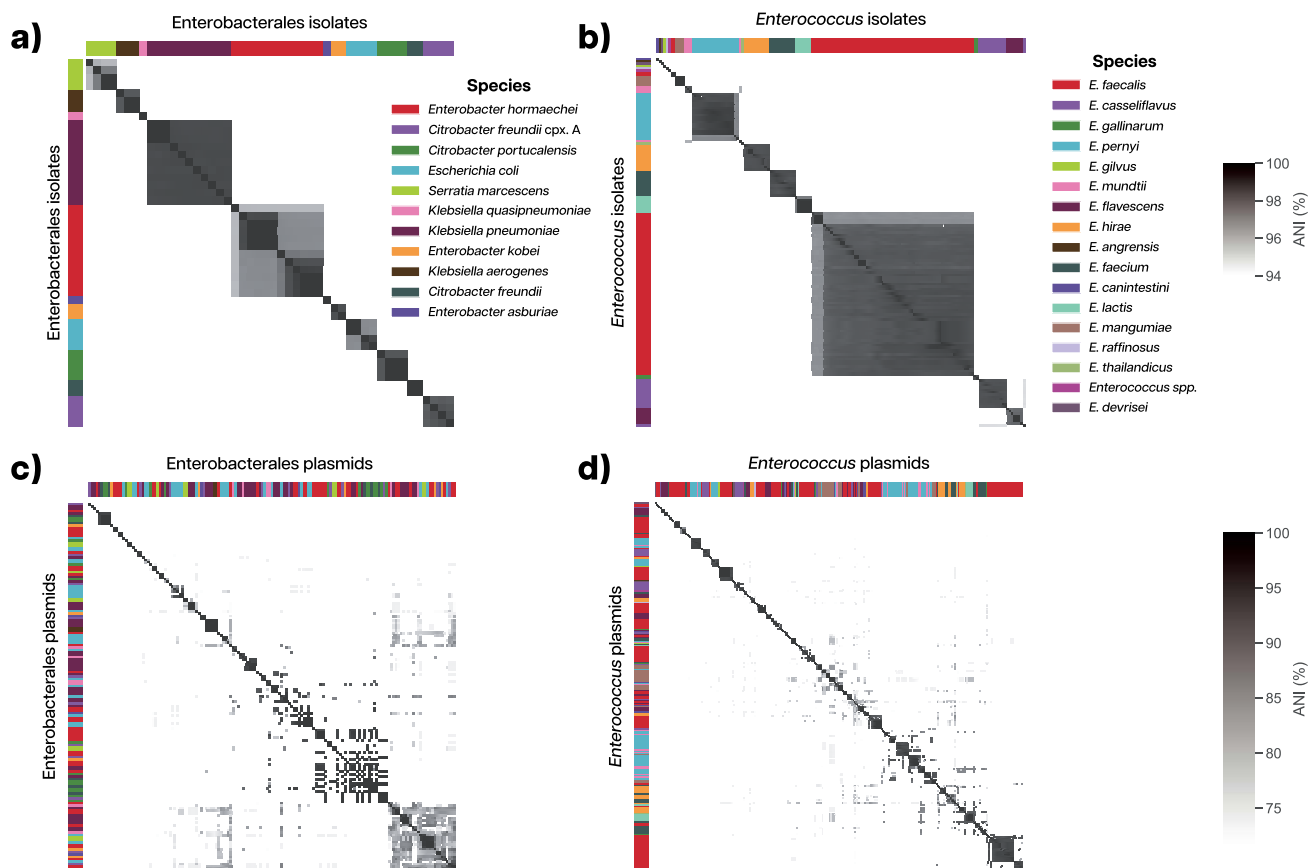 a)
Enterobacterales isolates
Enterobacterales isolates
Species
Enterobacter hormaechei
Citrobacter freundii cpx. A
Citrobacter portucalensis
Escherichia coli
Serratia marcescens
Klebsiella quasipneumoniae
Klebsiella pneumoniae
Enterobacter kobei
Klebsiella aerogenes
Citrobacter freundii
Enterobacter asburiae
b)
Enterococcus isolates
Enterococcus isolates
Species
E. faecalis
E. casseliflavus
E. gallinarum
E. pernyi
E. gilvus
E. mundtii
E. flavescens
E. hirae
E. angrensis
E. faecium
E. canintestini
E. lactis
E. mangumiae
E. raffinosus
E. thailandicus
Enterococcus spp.
E. devrisei
100
98
96
94
ANI (%)
c)
Enterobacterales plasmids
Enterobacterales plasmids
d)
Enterococcus plasmids
Enterococcus plasmids
100
95
90
85
80
75
ANI (%)